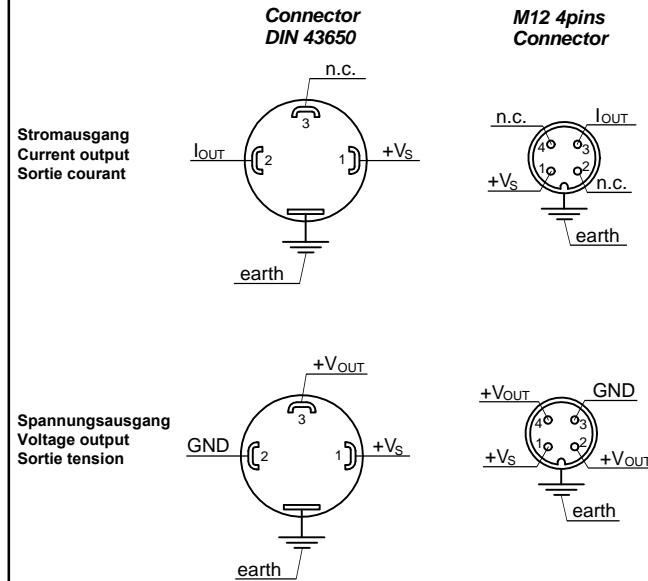 Connector
DIN 43650
M12 4pins
Connector
Stromausgang
Current output
Sortie courant
n.c.
3
IOUT
2
1
+VS
earth
n.c.
IOUT
4
3
1
2
+VS
n.c.
earth
Spannungsausgang
Voltage output
Sortie tension
+VOUT
3
GND
2
1
+VS
earth
+VOUT
GND
4
3
1
2
+VS
+VOUT
earth